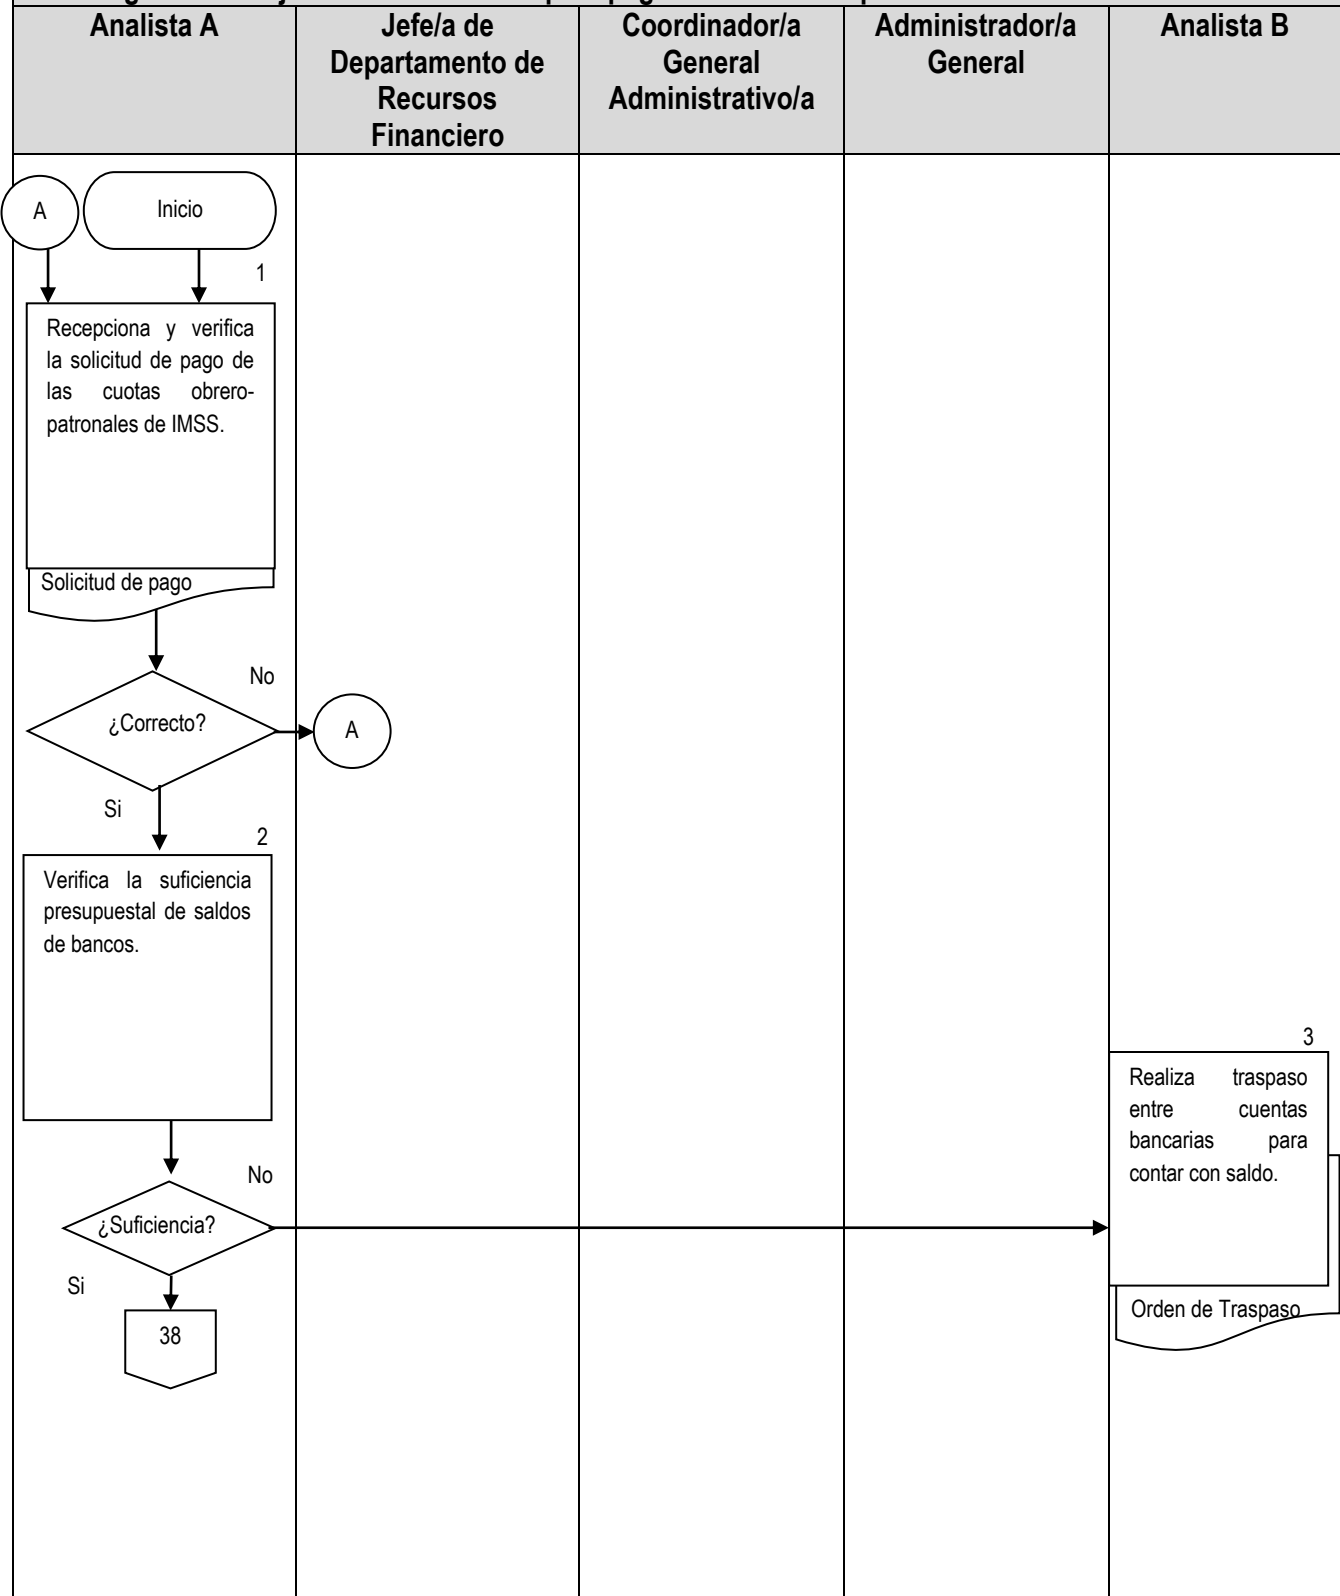 Analista A
Jefe/a de
Departamento de
Recursos
Financiero
Coordinador/a
General
Administrativo/a
Administrador/a
General
Analista B
A
Inicio
1
Recepciona y verifica
la solicitud de pago de
las cuotas obrero-
patronales de IMSS.
Solicitud de pago
No
¿Correcto?
A
Si
2
Verifica la suficiencia
presupuestal de saldos
de bancos.
3
Realiza traspaso
entre cuentas
bancarias para
contar con saldo.
Orden de Traspaso
No
¿Suficiencia?
Si
38